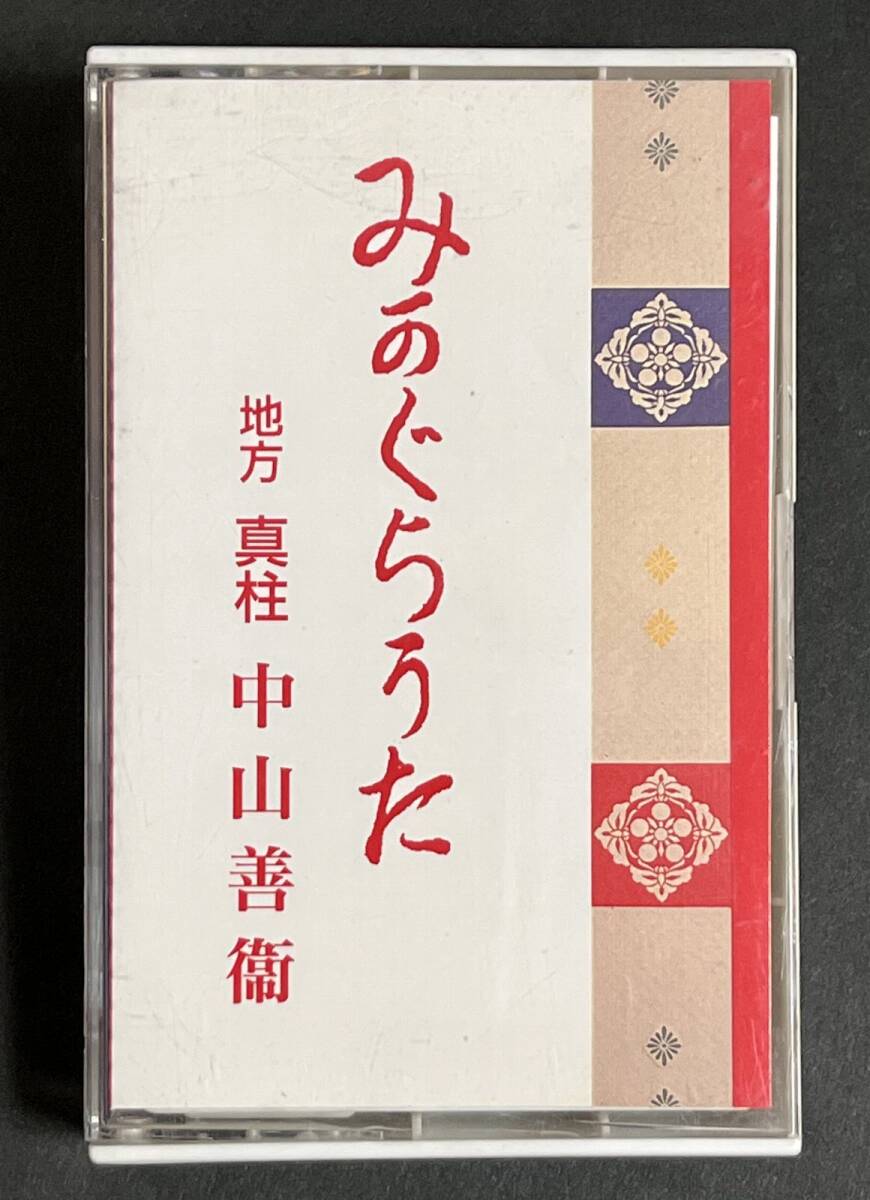 みかぐらうた
地方 真柱 中山善衞